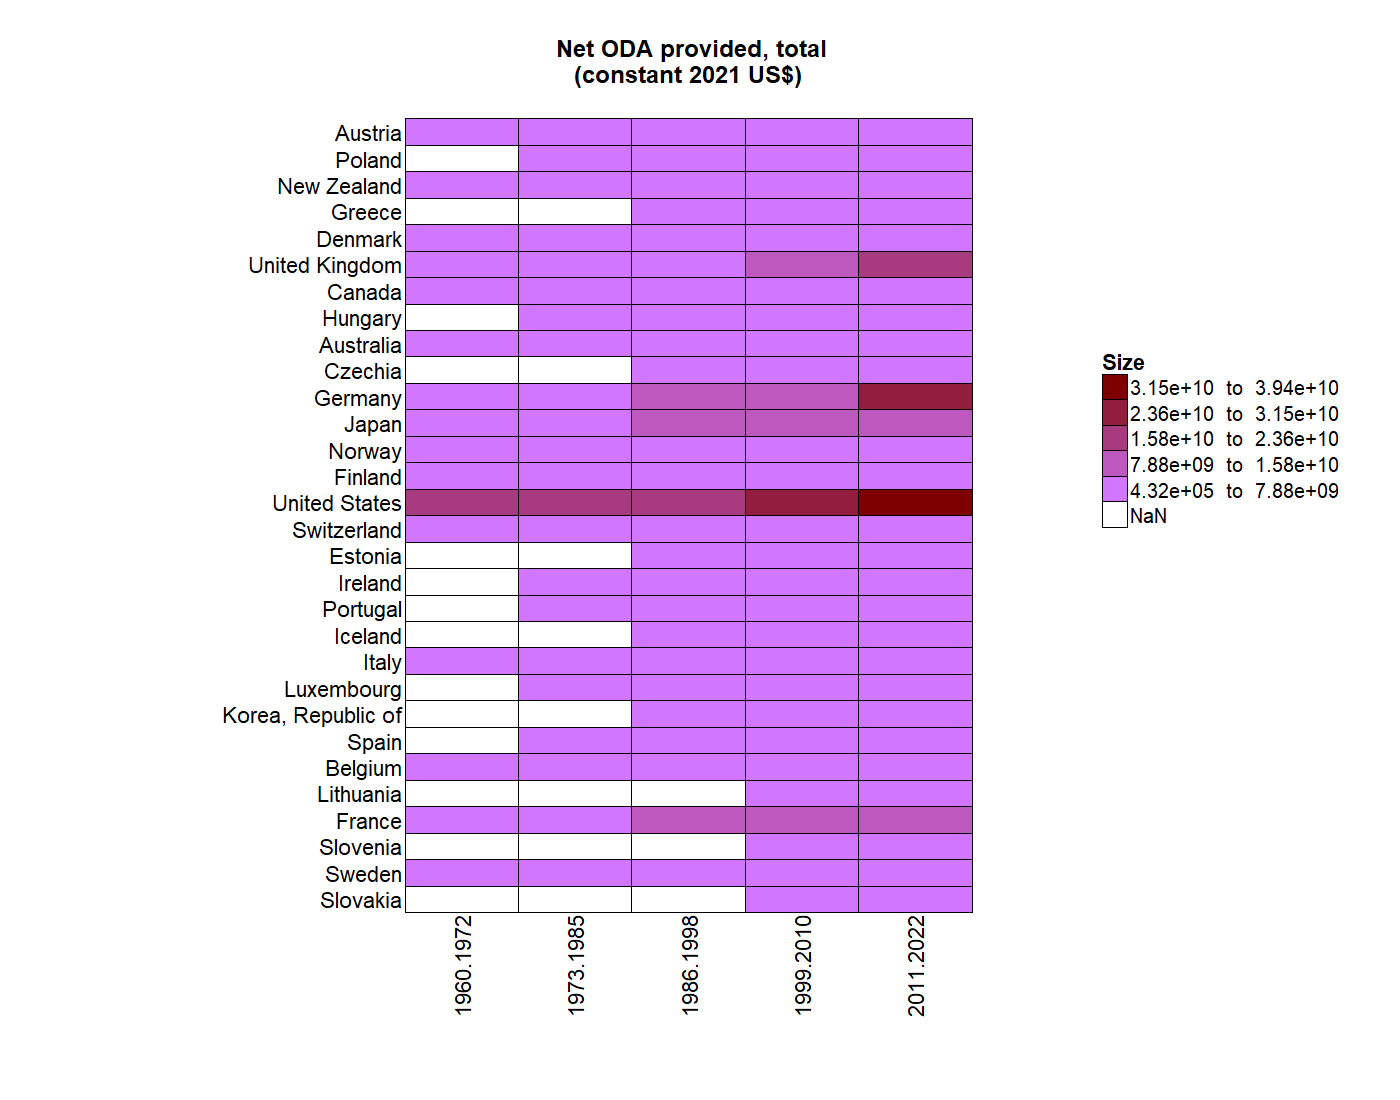 Net ODA provided, total
(constant 2021 US$)
Austria
Poland
New Zealand
Greece
Denmark
United Kingdom
Canada
Hungary
Australia
Czechia
Germany
Japan
Norway
Finland
United States
Switzerland
Estonia
Ireland
Portugal
Iceland
Italy
Luxembourg
Korea, Republic of
Spain
Belgium
Lithuania
France
Slovenia
Sweden
Slovakia
1960.1972
1973.1985
1986.1998
1999.2010
2011.2022
Size
3.15e+10 to 3.94e+10
2.36e+10 to 3.15e+10
1.58e+10 to 2.36e+10
7.88e+09 to 1.58e+10
4.32e+05 to 7.88e+09
NaN